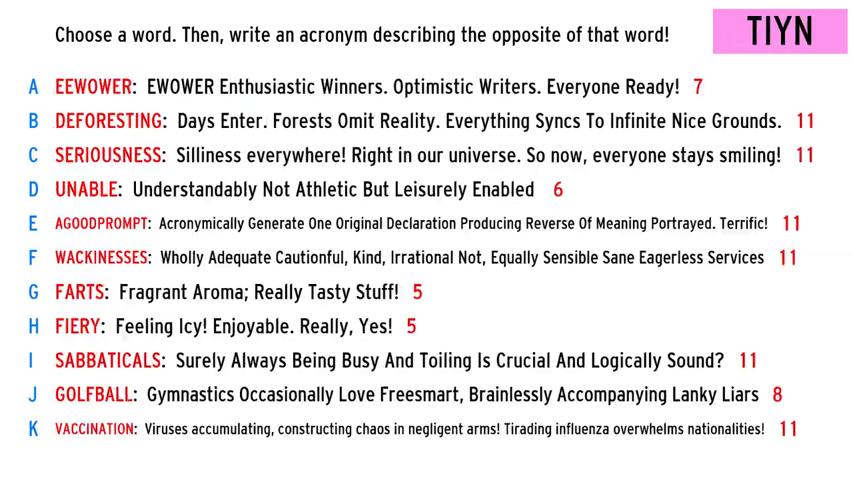 Choose a word. Then, write an acronym describing the opposite of that word!
TIYN
A EEWOWER: EWOWER Enthusiastic Winners. Optimistic Writers. Everyone Ready! 7
B DEFORESTING: Days Enter. Forests Omit Reality. Everything Syncs To Infinite Nice Grounds. 11
C SERIOUSNESS: Silliness everywhere! Right in our universe. So now, everyone stays smiling! 11
D UNABLE: Understandably Not Athletic But Leisurely Enabled 6
E AGOODPROMPT: Acronymically Generate One Original Declaration Producing Reverse Of Meaning Portrayed. Terrific! 11
F WACKINESSES: Wholly Adequate Cautionful, Kind, Irrational Not, Equally Sensible Sane Eagerless Services 11
G FARTS: Fragrant Aroma; Really Tasty Stuff! 5
H FIERY: Feeling Icy! Enjoyable. Really, Yes! 5
I SABBATICALS: Surely Always Being Busy And Toiling Is Crucial And Logically Sound? 11
J GOLFBALL: Gymnastics Occasionally Love Freesmart, Brainlessly Accompanying Lanky Liars 8
K VACCINATION: Viruses accumulating, constructing chaos in negligent arms! Tirading influenza overwhelms nationalities! 11